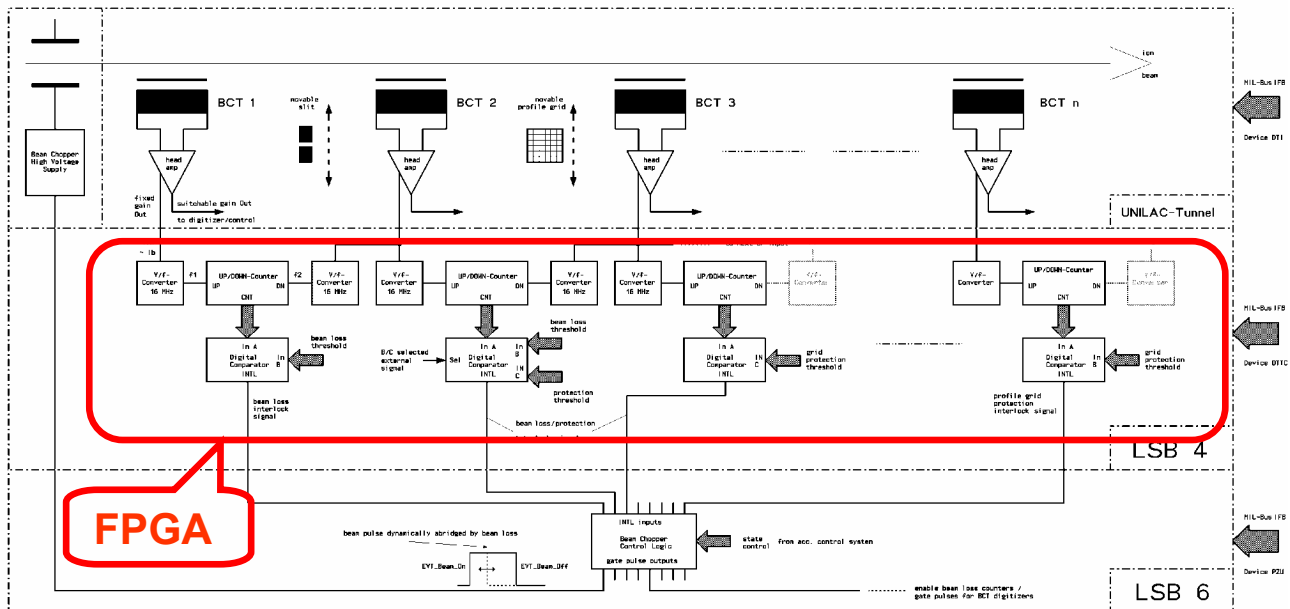 ion
beam
BCT 1
movable
slit
BCT 2
movable
profile grid
BCT 3
BCT n
MIL-Bus IFB
Device DTI
Beam Chopper
High Voltage
Supply
head
amp
head
amp
head
amp
head
amp
fixed
gain
Out
switchable gain Out
to digitizer/control
UNILAC-Tunnel
~ Ib
V/f-
Converter
16 MHz
f1
UP/DOWN-Counter
UP
DN
CNT
f2
V/f-
Converter
16 MHz
V/f-
Converter
16 MHz
UP/DOWN-Counter
UP
DN
CNT
V/f-
Converter
16 MHz
V/f-
Converter
16 MHz
UP/DOWN-Counter
UP
DN
CNT
V/f-
Converter
V/f-
Converter
UP/DOWN-Counter
UP
DN
CNT
V/f-
Converter
MIL-Bus IFB
Device DTTC
In A
Digital
Comparator
In
B
INTL
beam loss
threshold
B/C selected
external
signal
Sel
In A
Digital
Comparator
INTL
In
B
IN
C
beam loss
threshold
protection
threshold
In A
Digital
Comparator
INTL
IN
C
grid
protection
threshold
In A
Digital
Comparator
INTL
In
B
grid
protection
threshold
beam loss
interlock
signal
beam loss/protection
profile grid
protection
interlock signal
LSB 4
FPGA
beam pulse dynamically abridged by beam loss
EVT_Beam_On
EVT_Beam_Off
INTL inputs
Beam Chopper
Control Logic
gate pulse outputs
state
control
from acc. control system
enable beam loss counters /
gate pulses for BCT digitizers
MIL-Bus IFB
Device PZU
LSB 6